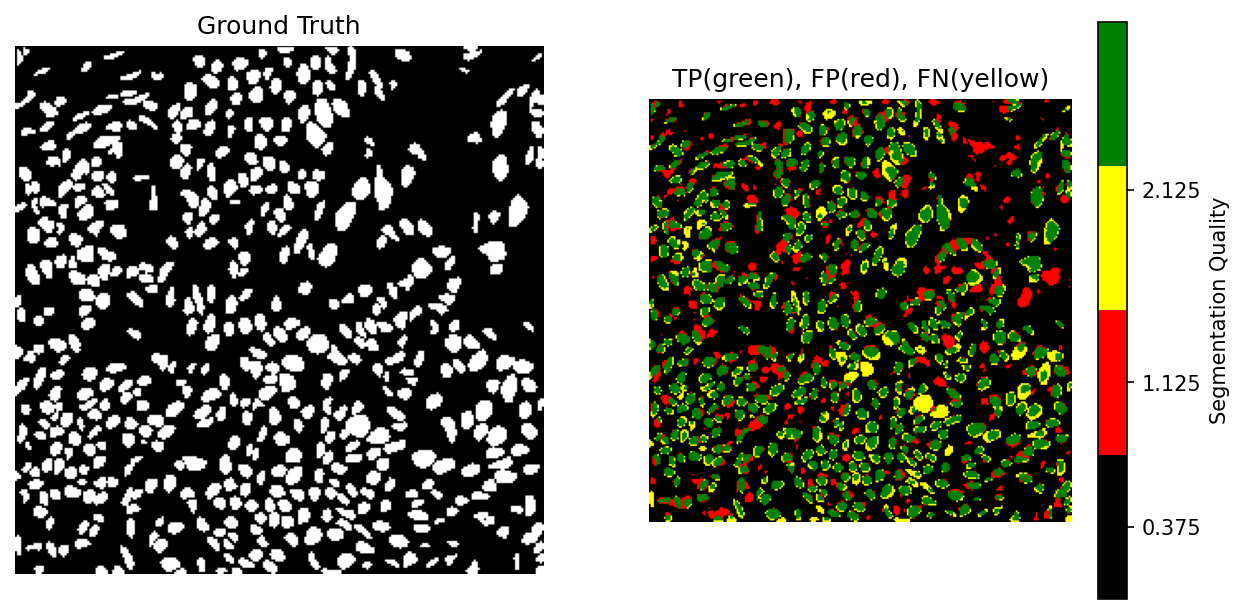 Ground Truth
TP(green), FP(red), FN(yellow)
2.125
1.125
0.375
Segmentation Quality